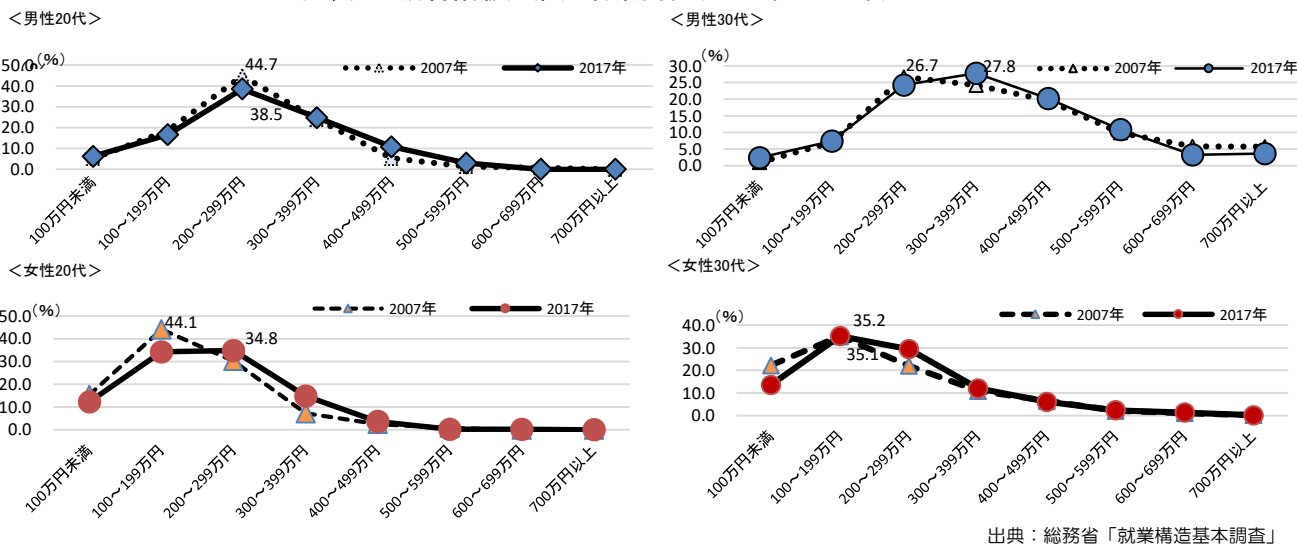 ＜男性20代＞
(%)
50.0
40.0
30.0
20.0
10.0
0.0
44.7
38.5
2007年
2017年
100万円未満
100～199万円
200～299万円
300～399万円
400～499万円
500～599万円
600～699万円
700万円以上
＜男性30代＞
(%)
30.0
25.0
20.0
15.0
10.0
5.0
0.0
26.7
27.8
2007年
2017年
100万円未満
100～199万円
200～299万円
300～399万円
400～499万円
500～599万円
600～699万円
700万円以上
＜女性20代＞
(%)
50.0
40.0
30.0
20.0
10.0
0.0
44.1
34.8
2007年
2017年
100万円未満
100～199万円
200～299万円
300～399万円
400～499万円
500～599万円
600～699万円
700万円以上
＜女性30代＞
(%)
40.0
30.0
20.0
10.0
0.0
35.2
35.1
2007年
2017年
100万円未満
100～199万円
200～299万円
300～399万円
400～499万円
500～599万円
600～699万円
700万円以上
出典：総務省「就業構造基本調査」